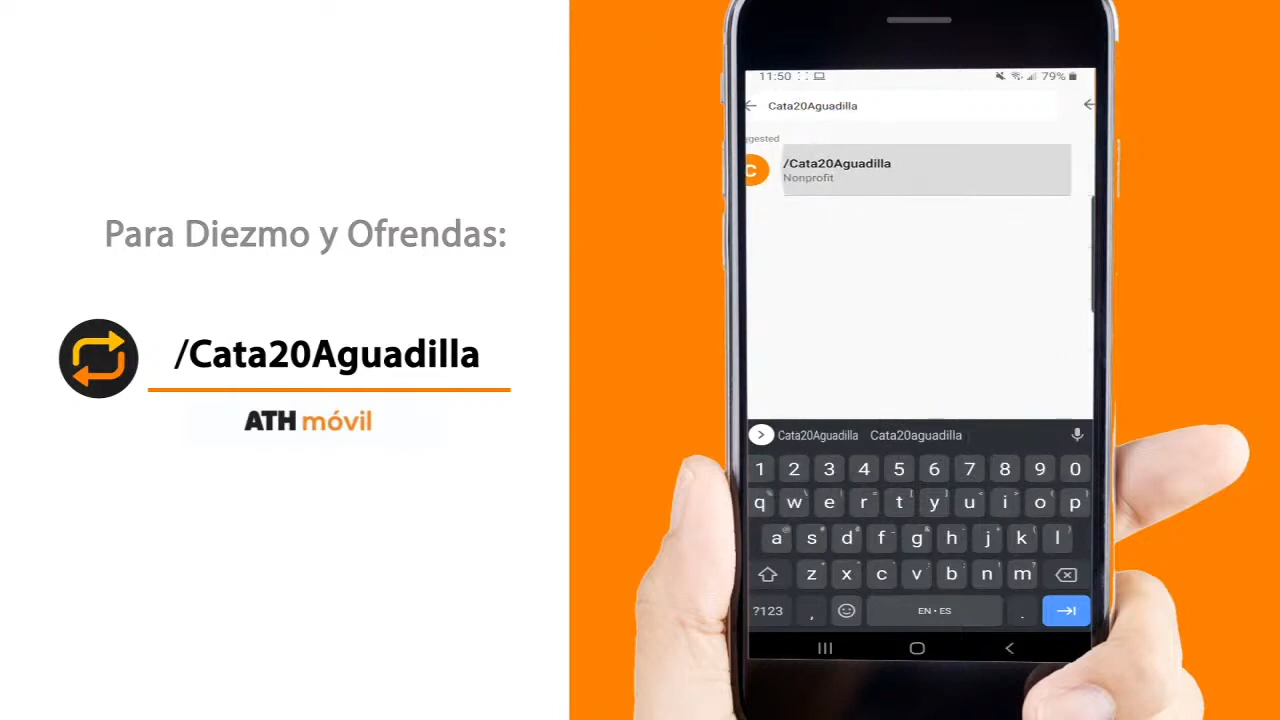 Para Diezmo y Ofrendas:
/Cata20Aguadilla
ATH móvil
11:50
79%
Cata20Aguadilla
ggested
C
/Cata20Aguadilla
Nonprofit
Cata20Aguadilla Cata20aguadilla
1 2 3 4 5 6 7 8 9 0
q w e r t y u i o p
a s d f g h j k l
z x c v b n m
?123 , EN • ES .